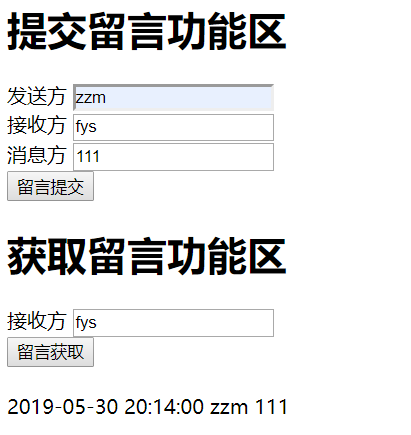 提交留言功能区
发送方 zzm
接收方 fys
消息方 111
留言提交
获取留言功能区
接收方 fys
留言获取
2019-05-30 20:14:00 zzm 111